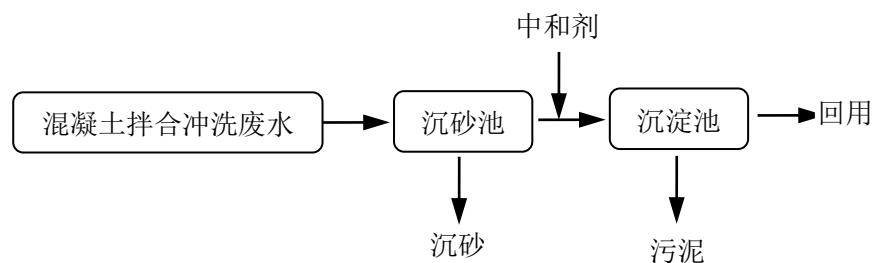 中和剂
混凝土拌合冲洗废水
沉砂池
沉淀池
回用
沉砂
污泥